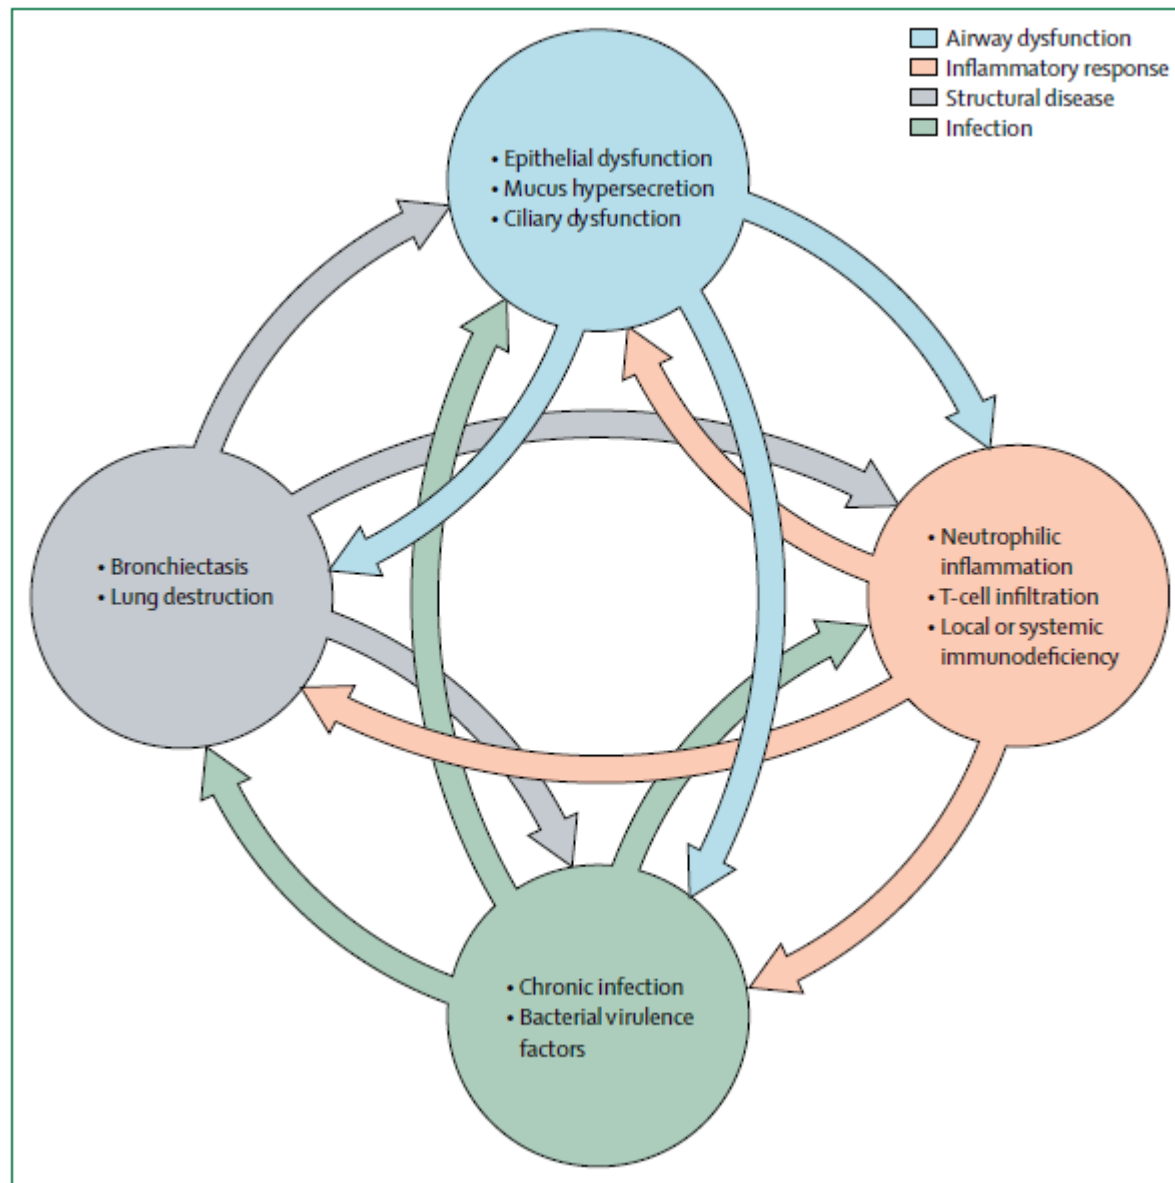 Airway dysfunction
Inflammatory response
Structural disease
Infection
• Epithelial dysfunction
• Mucus hypersecretion
• Ciliary dysfunction
• Bronchiectasis
• Lung destruction
• Neutrophilic
inflammation
• T-cell infiltration
• Local or systemic
immunodeficiency
• Chronic infection
• Bacterial virulence
factors